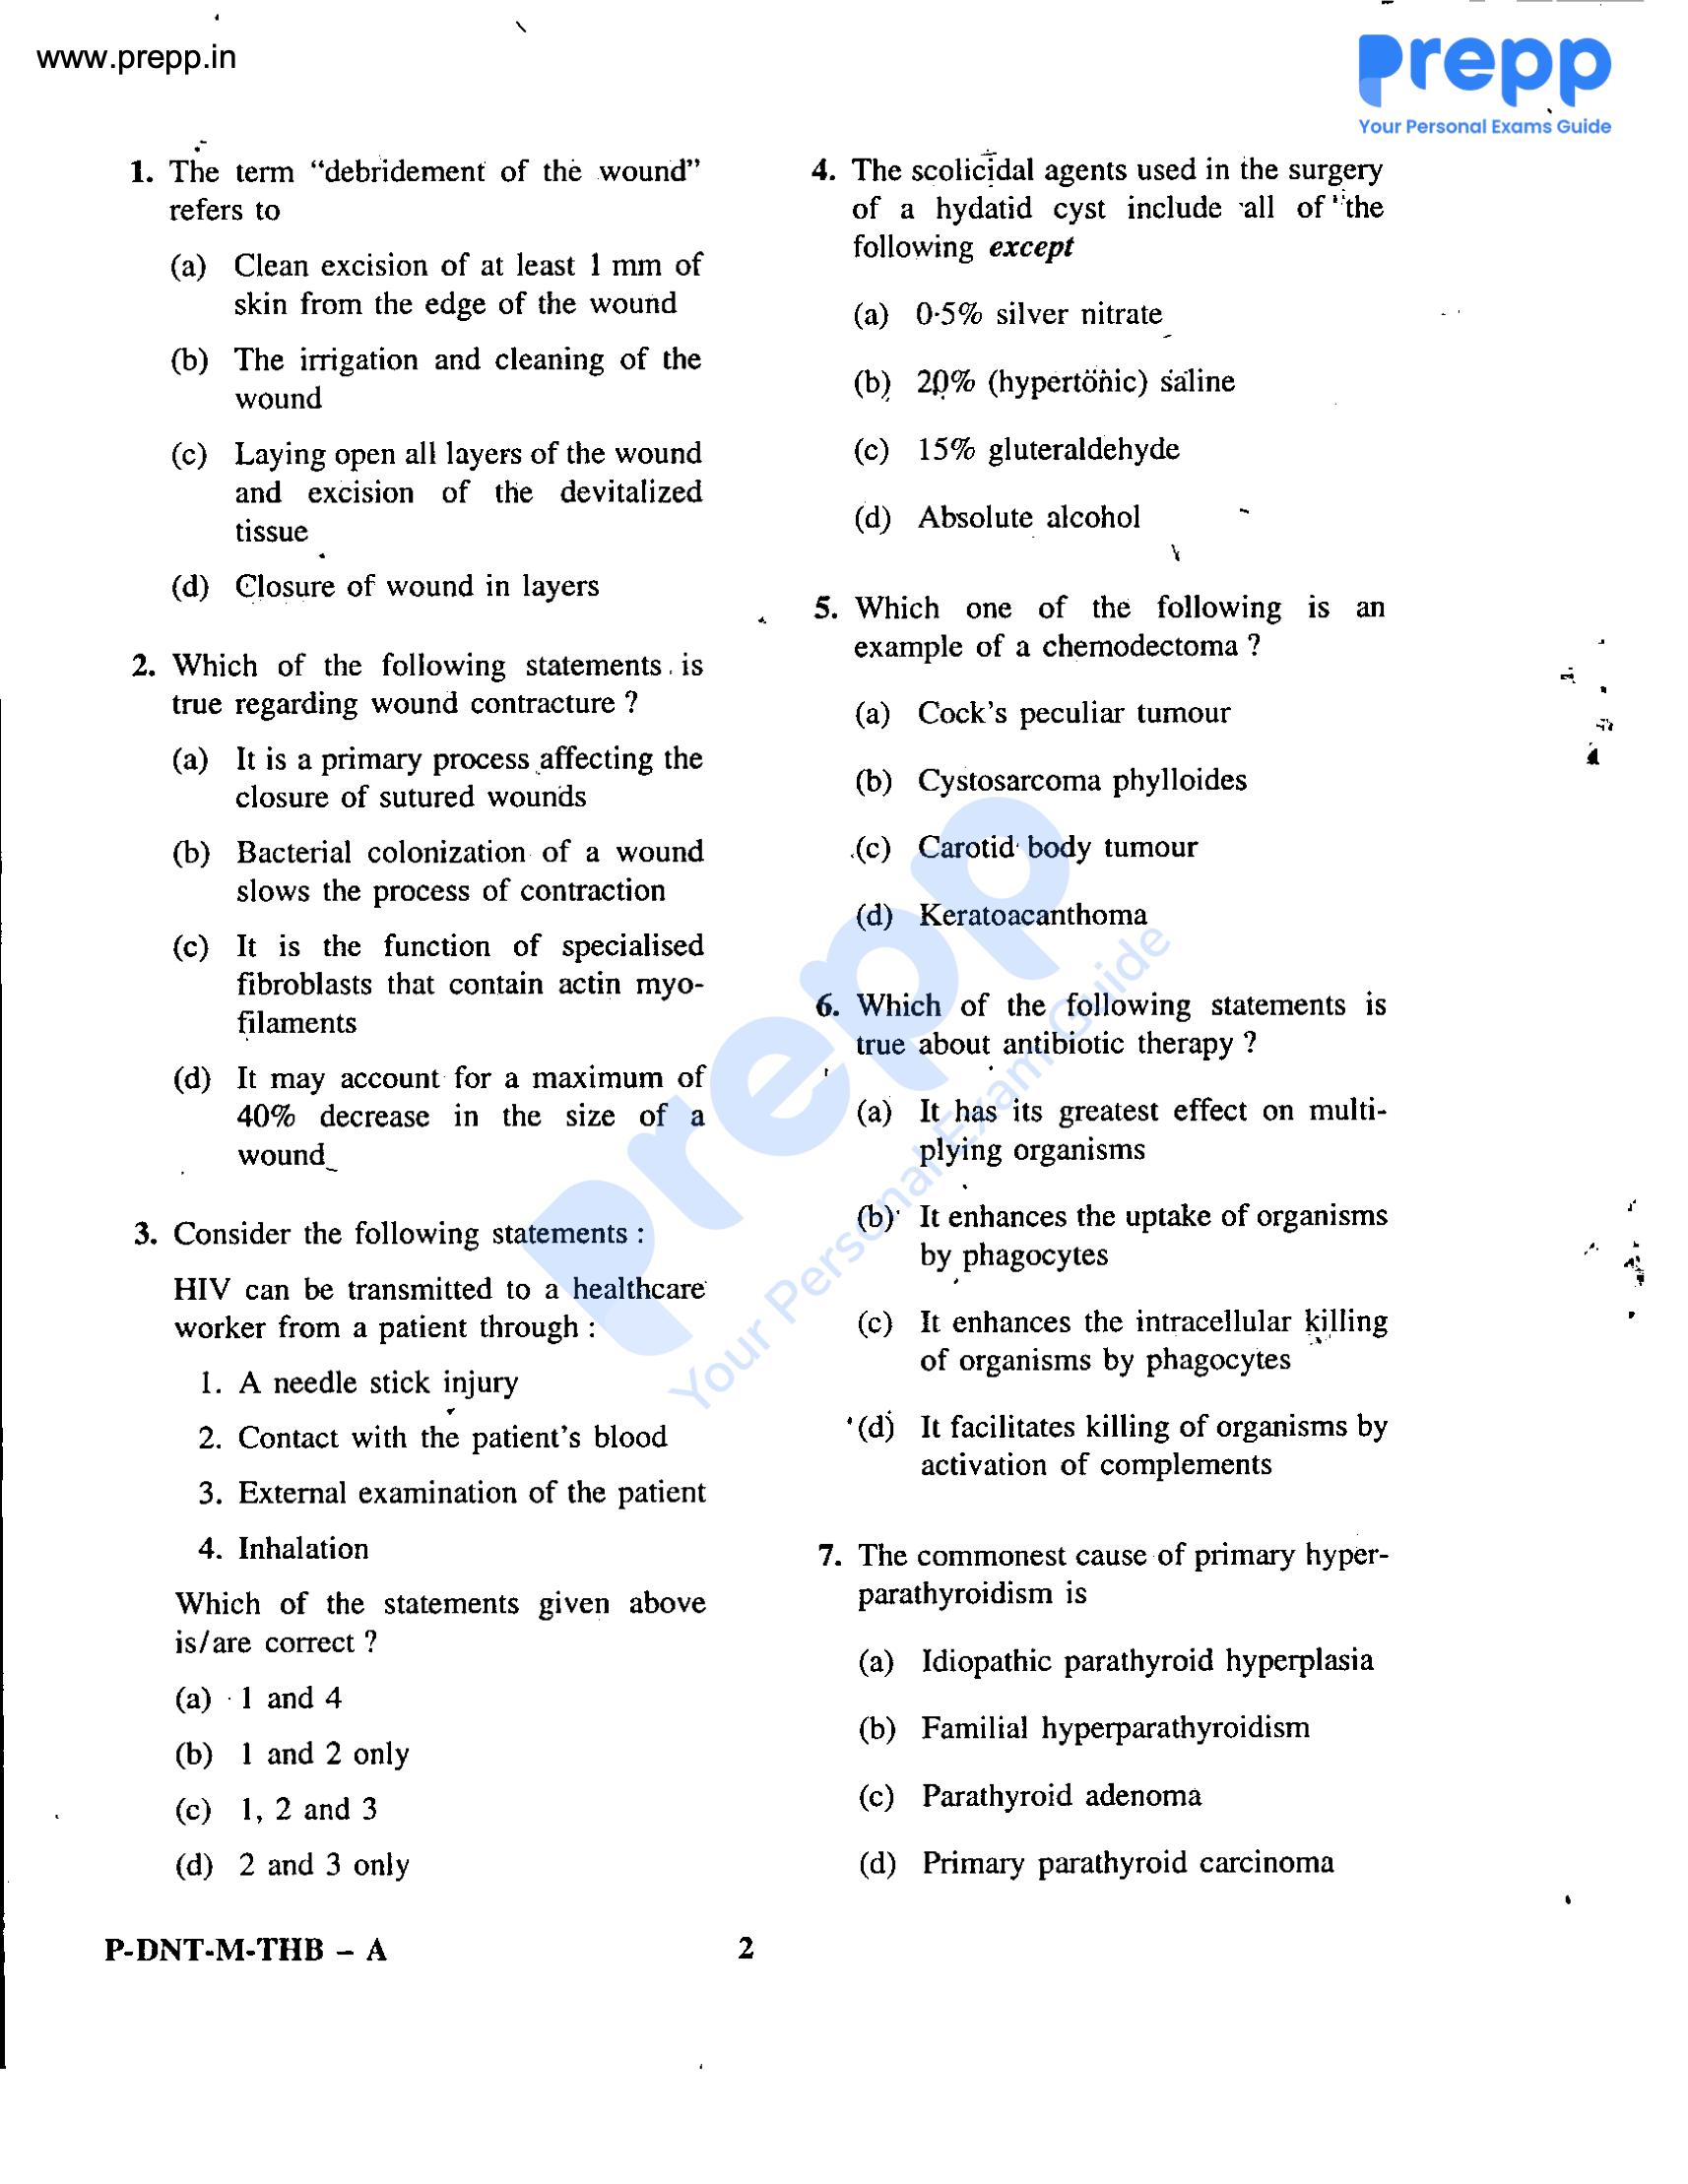 www.prepp.in
prepp
Your Personal Exams Guide
1. The term “debridement of the wound”
refers to
(a) Clean excision of at least 1 mm of
skin from the edge of the wound
(b) The irrigation and cleaning of the
wound
(c) Laying open all layers of the wound
and excision of the devitalized
tissue
(d) Closure of wound in layers
2. Which of the following statements is
true regarding wound contracture ?
(a) It is a primary process affecting the
closure of sutured wounds
(b) Bacterial colonization of a wound
slows the process of contraction
(c) It is the function of specialised
fibroblasts that contain actin myo-
filaments
(d) It may account for a maximum of
40% decrease in the size of a
wound
3. Consider the following statements :
HIV can be transmitted to a healthcare
worker from a patient through :
1. A needle stick injury
2. Contact with the patient’s blood
3. External examination of the patient
4. Inhalation
Which of the statements given above
is/are correct ?
(a) 1 and 4
(b) 1 and 2 only
(c) 1, 2 and 3
(d) 2 and 3 only
4. The scolicidal agents used in the surgery
of a hydatid cyst include all of the
following except
(a) 0·5% silver nitrate
(b) 20% (hypertonic) saline
(c) 15% gluteraldehyde
(d) Absolute alcohol
5. Which one of the following is an
example of a chemodectoma ?
(a) Cock’s peculiar tumour
(b) Cystosarcoma phylloides
(c) Carotid body tumour
(d) Keratoacanthoma
6. Which of the following statements is
true about antibiotic therapy ?
(a) It has its greatest effect on multi-
plying organisms
(b) It enhances the uptake of organisms
by phagocytes
(c) It enhances the intracellular killing
of organisms by phagocytes
(d) It facilitates killing of organisms by
activation of complements
7. The commonest cause of primary hyper-
parathyroidism is
(a) Idiopathic parathyroid hyperplasia
(b) Familial hyperparathyroidism
(c) Parathyroid adenoma
(d) Primary parathyroid carcinoma
prepp
Your Personal Exam Guide
P-DNT-M-THB – A
2